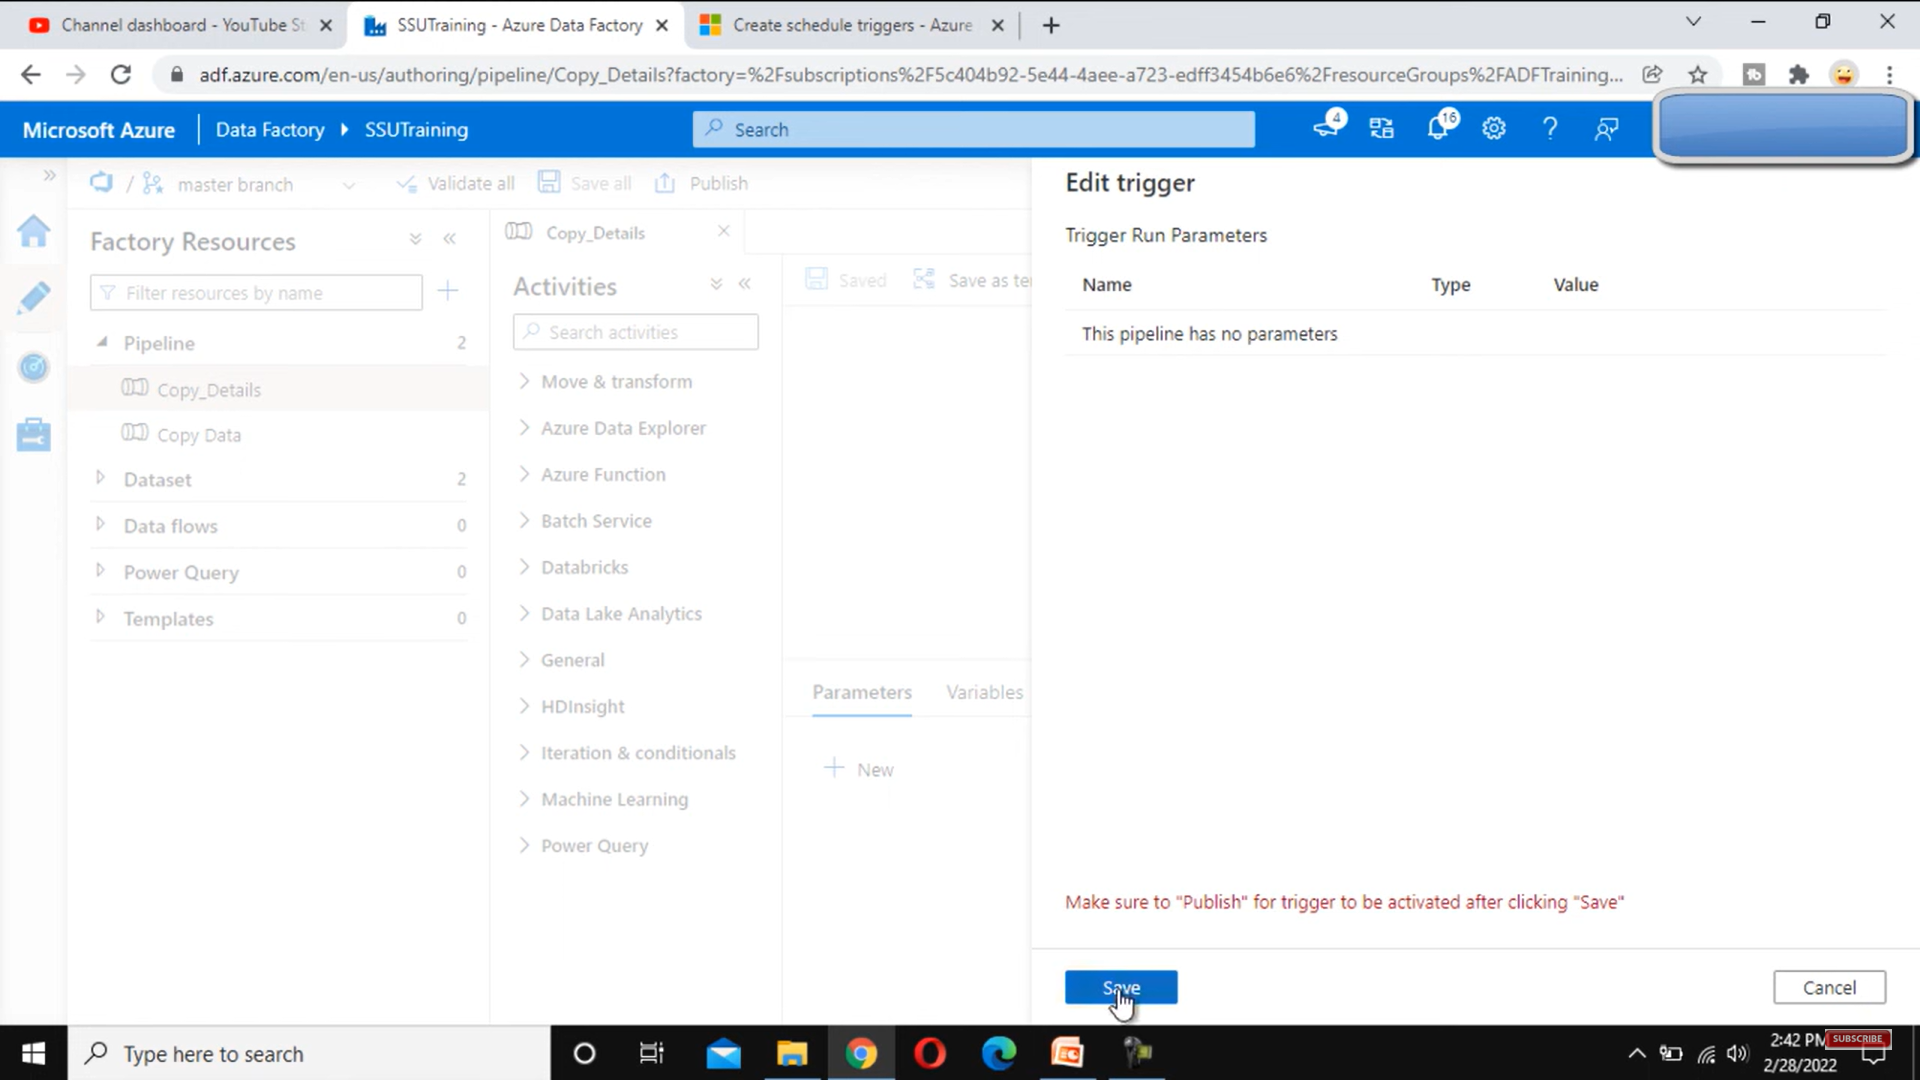 Channel dashboard - YouTube St
SSUTraining - Azure Data Factory
Create schedule triggers - Azure
adf.azure.com/en-us/authoring/pipeline/Copy_Details?factory=%2Fsubscriptions%2F5c404b92-5e44-4aee-a723-edff3454b6e6%2FresourceGroups%2FADFTraining...
Microsoft Azure
Data Factory
SSUTraining
Search
4
16
/
master branch
Validate all
Save all
Publish
Factory Resources
Filter resources by name
Pipeline 2
Copy_Details
Copy Data
Dataset 2
Data flows 0
Power Query 0
Templates 0
Copy_Details
Activities
Search activities
Move & transform
Azure Data Explorer
Azure Function
Batch Service
Databricks
Data Lake Analytics
General
HDInsight
Iteration & conditionals
Machine Learning
Power Query
Saved
Save as te
Parameters
Variables
New
Edit trigger
Trigger Run Parameters
Name Type Value
This pipeline has no parameters
Make sure to "Publish" for trigger to be activated after clicking "Save"
Save
Cancel
Type here to search
2:42 PM
2/28/2022
SUBSCRIBE